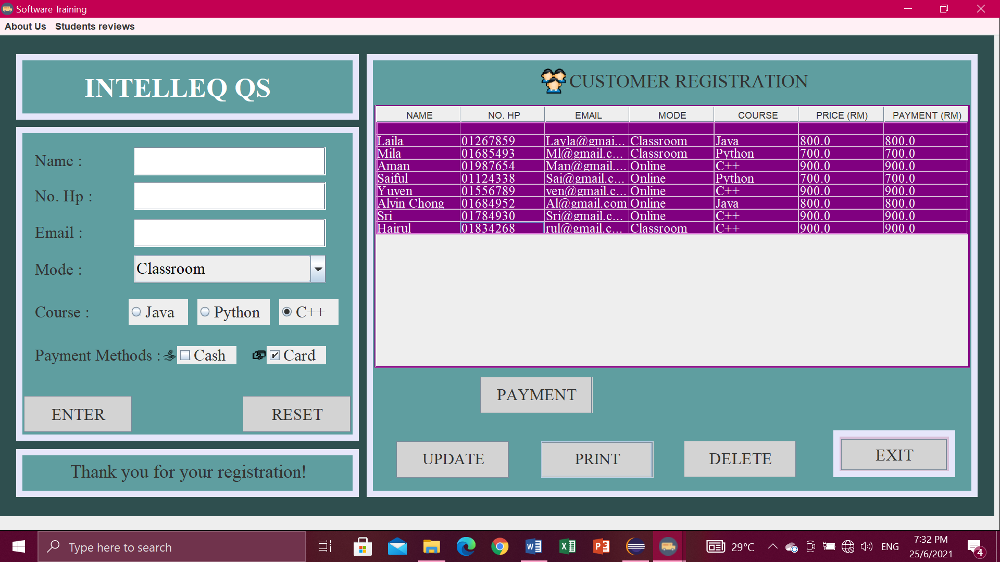 Software Training
About Us Students reviews
INTELLEQ QS
Name :
No. Hp :
Email :
Mode : Classroom
Course : Java Python C++
Payment Methods : Cash Card
ENTER RESET
Thank you for your registration!
CUSTOMER REGISTRATION
NAME NO. HP EMAIL MODE COURSE PRICE (RM) PAYMENT (RM)
Laila 01267859 Layla@gmai... Classroom Java 800.0 800.0
Mila 01685493 Ml@gmail.c... Classroom Python 700.0 700.0
Aman 01987654 Man@gmail.... Online C++ 900.0 900.0
Saiful 01124338 Sai@gmail.c... Online Python 700.0 700.0
Yuven 01556789 ven@gmail.c... Online C++ 900.0 900.0
Alvin Chong 01684952 Al@gmail.com Online Java 800.0 800.0
Sri 01784930 Sri@gmail.c... Online C++ 900.0 900.0
Hairul 01834268 rul@gmail.c... Classroom C++ 900.0 900.0
PAYMENT
UPDATE PRINT DELETE EXIT
Type here to search 29°C ENG 7:32 PM
25/6/2021 4